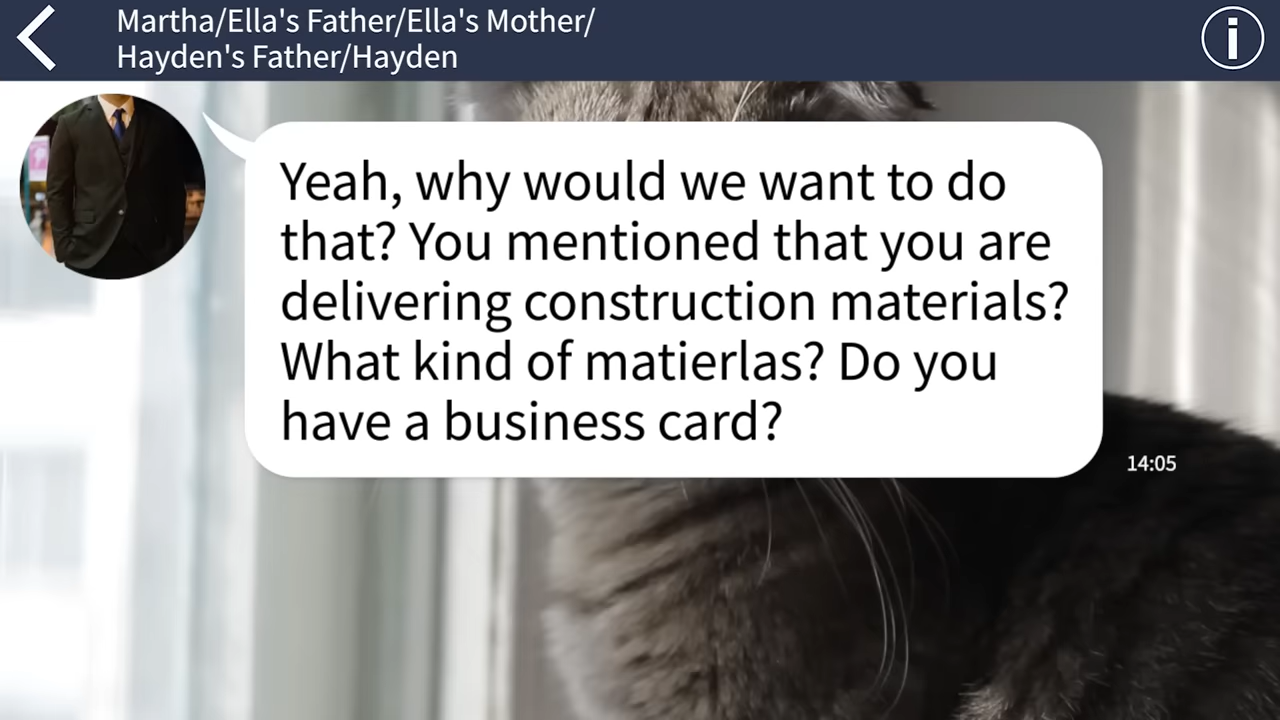 Martha/Ella's Father/Ella's Mother/
Hayden's Father/Hayden
Yeah, why would we want to do
that? You mentioned that you are
delivering construction materials?
What kind of matierlas? Do you
have a business card?
14:05